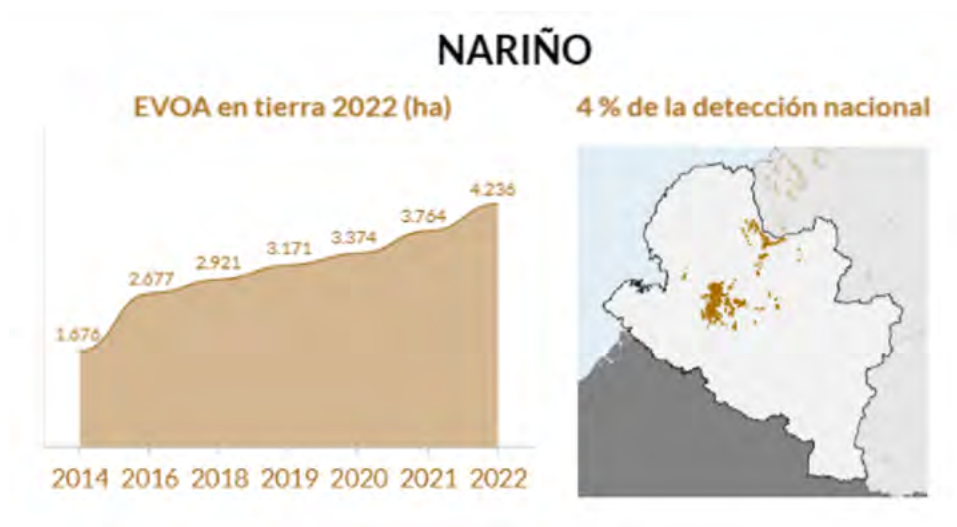 NARIÑO
EVOA en tierra 2022 (ha)
4 % de la detección nacional
4.236
3.764
3.374
3.171
2.921
2.677
1.676
2014 2016 2018 2019 2020 2021 2022